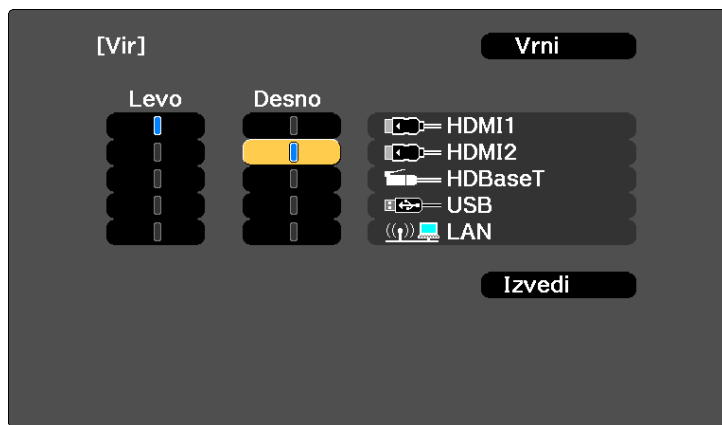 [Vir]
Vrni
Levo Desno
HDMI1
HDMI2
HDBaseT
USB
LAN
Izvedi